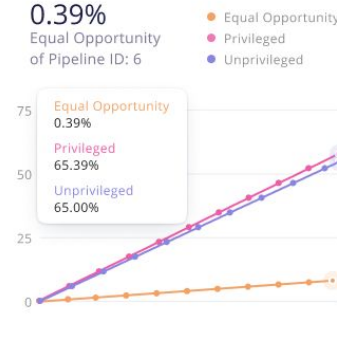 0.39%
Equal Opportunity
of Pipeline ID: 6
Equal Opportunity
Privileged
Unprivileged
75
Equal Opportunity
0.39%
Privileged
65.39%
50
Unprivileged
65.00%
25
0